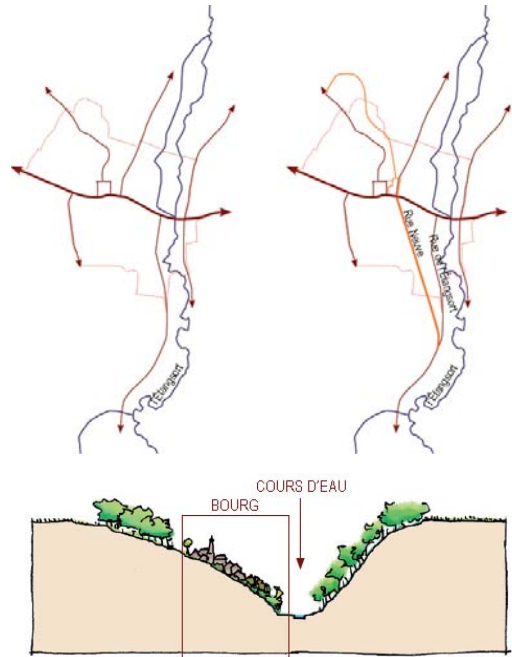 Rue Neuve
Rue de l'Étangsort
l'Étangsort
l'Étangsort
COURS D'EAU
BOURG